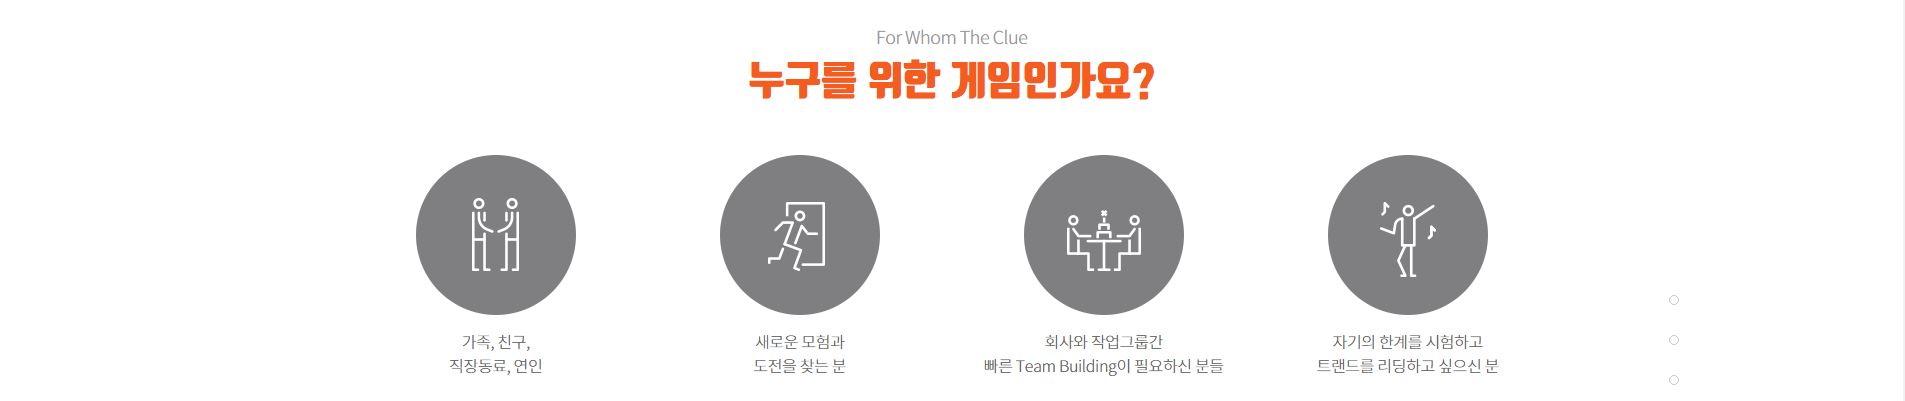 For Whom The Clue
누구를 위한 게임인가요?
가족, 친구,
직장동료, 연인
새로운 모험과
도전을 찾는 분
회사와 작업그룹간
빠른 Team Building이 필요하신 분들
자기의 한계를 시험하고
트랜드를 리딩하고 싶으신 분